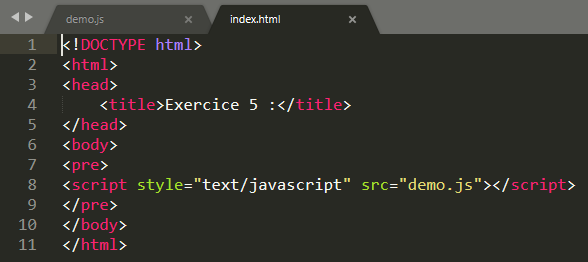 demo.js × index.html ×
1 <!DOCTYPE html>
2 <html>
3 <head>
4 <title>Exercice 5 :</title>
5 </head>
6 <body>
7 <pre>
8 <script style="text/javascript" src="demo.js"></script>
9 </pre>
10 </body>
11 </html>